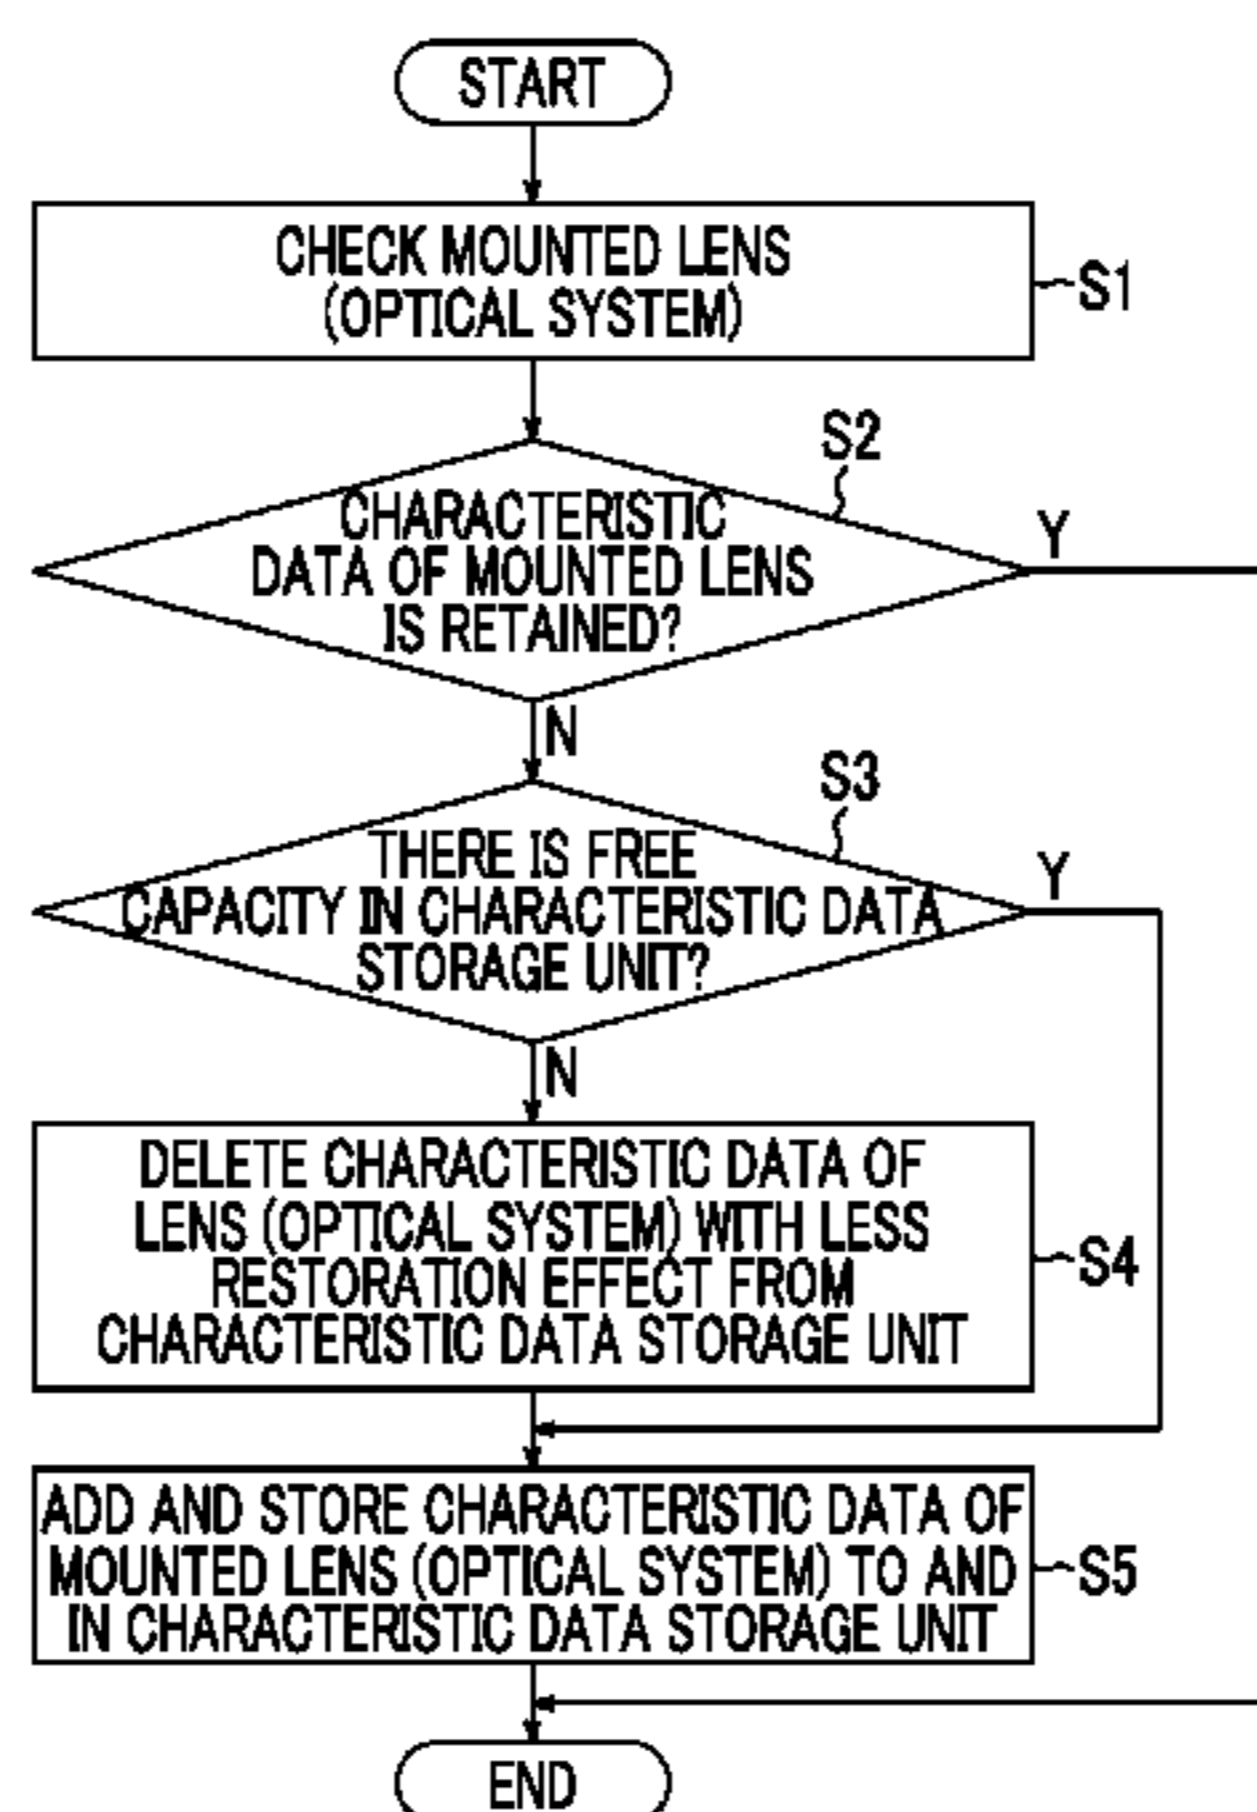 START
CHECK MOUNTED LENS
(OPTICAL SYSTEM)
S1
S2
CHARACTERISTIC
DATA OF MOUNTED LENS
IS RETAINED?
Y
N
S3
THERE IS FREE
CAPACITY IN CHARACTERISTIC DATA
STORAGE UNIT?
Y
N
DELETE CHARACTERISTIC DATA OF
LENS (OPTICAL SYSTEM) WITH LESS
RESTORATION EFFECT FROM
CHARACTERISTIC DATA STORAGE UNIT
S4
ADD AND STORE CHARACTERISTIC DATA OF
MOUNTED LENS (OPTICAL SYSTEM) TO AND
IN CHARACTERISTIC DATA STORAGE UNIT
S5
END